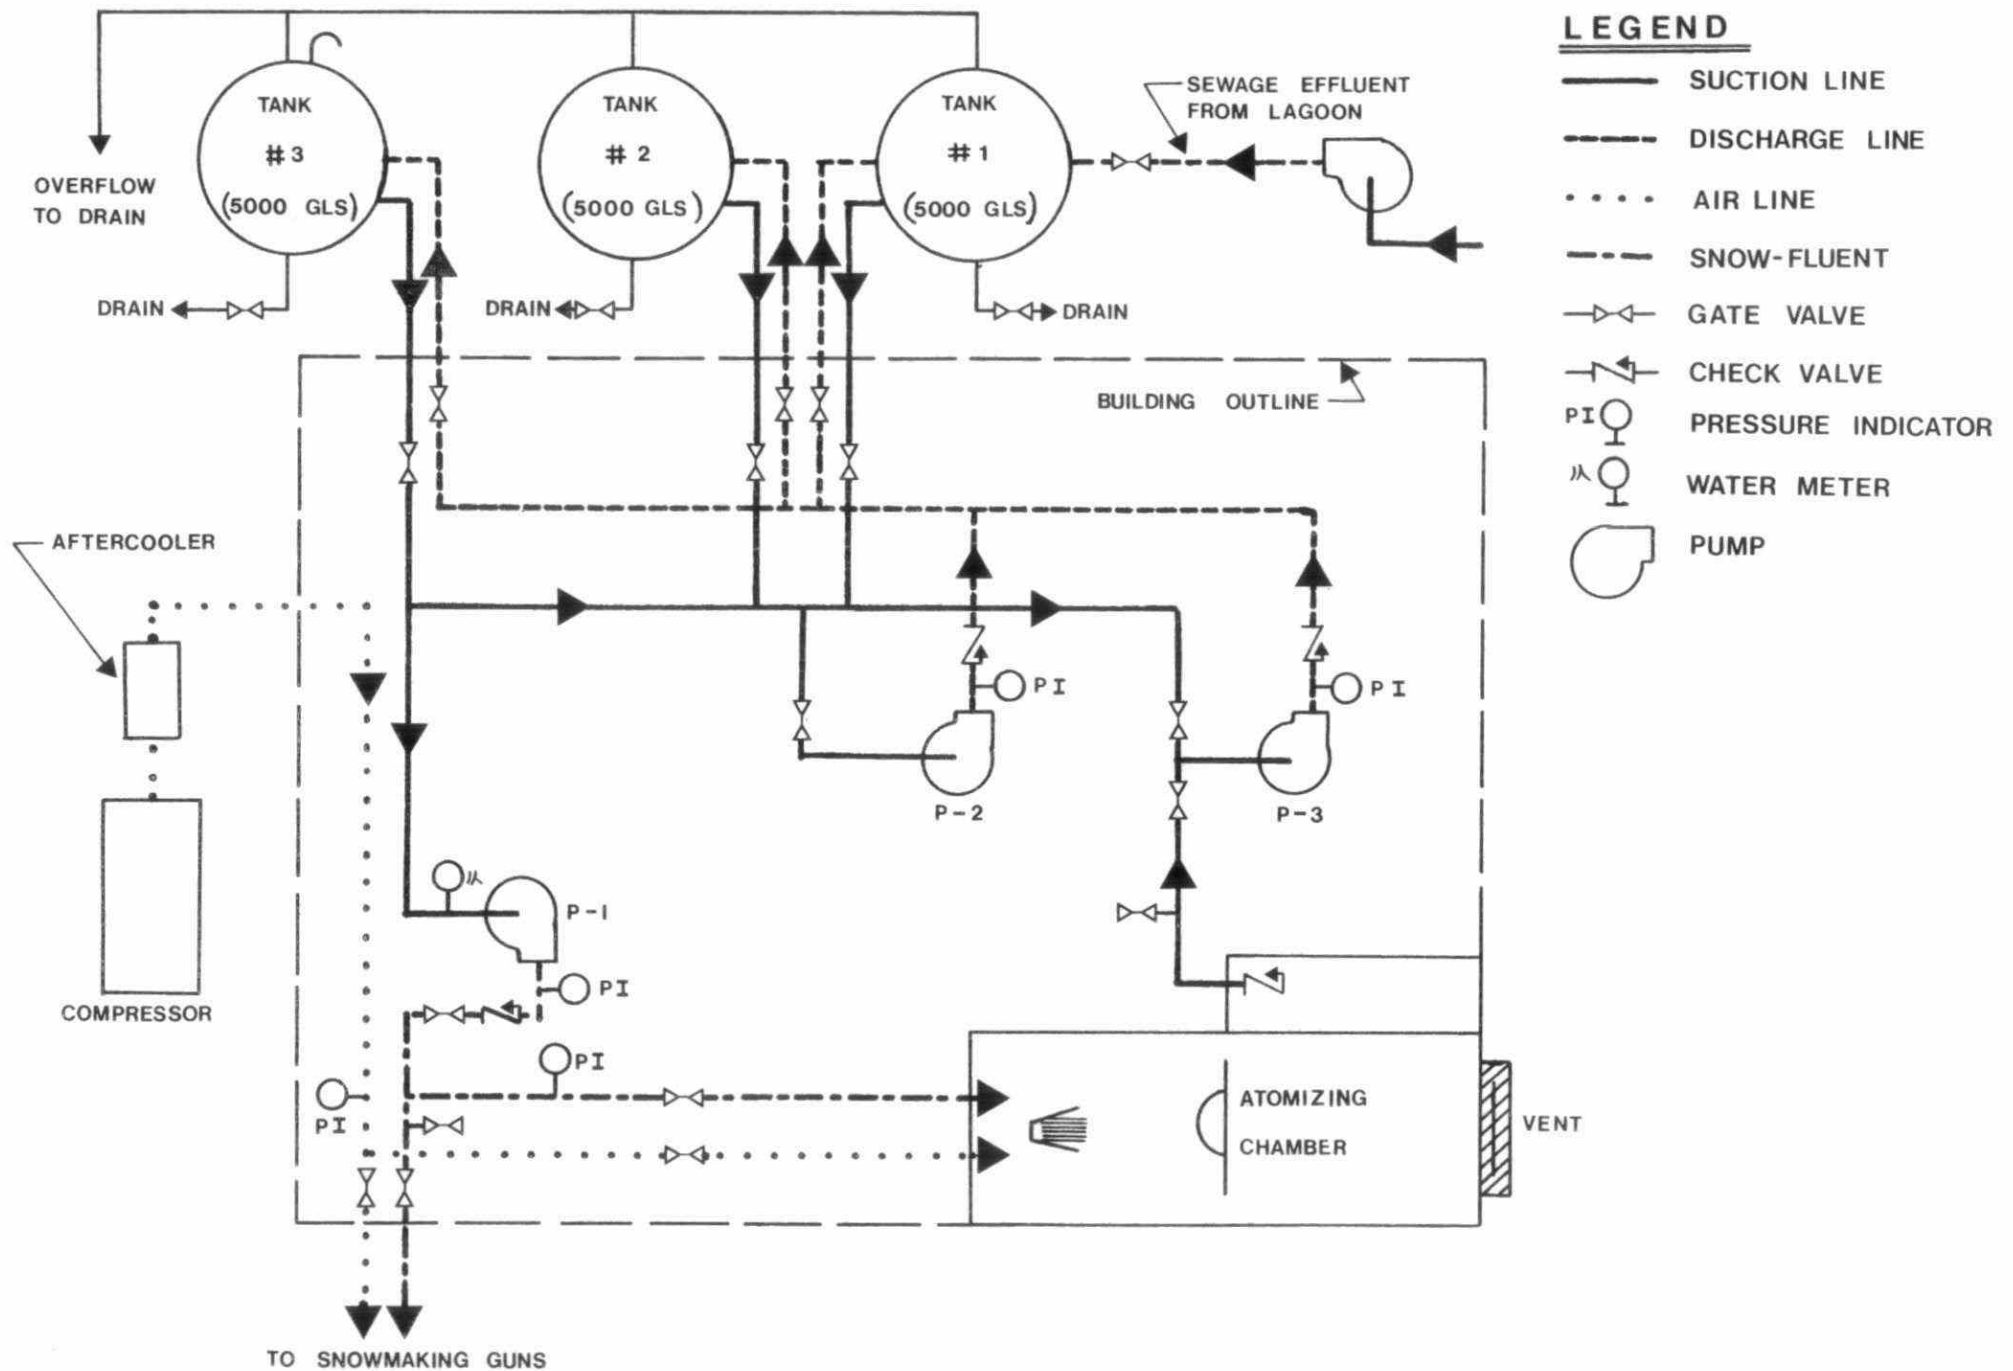 TANK
#3
(5000 GLS)
TANK
#2
(5000 GLS)
TANK
#1
(5000 GLS)
SEWAGE EFFLUENT
FROM LAGOON
OVERFLOW
TO DRAIN
DRAIN
DRAIN
DRAIN
BUILDING OUTLINE
AFTERCOOLER
PI
PI
P-2
P-3
P-1
PI
COMPRESSOR
PI
PI
ATOMIZING
CHAMBER
VENT
TO SNOWMAKING GUNS
LEGEND
SUCTION LINE
DISCHARGE LINE
AIR LINE
SNOW-FLUENT
GATE VALVE
CHECK VALVE
PI PRESSURE INDICATOR
WATER METER
PUMP